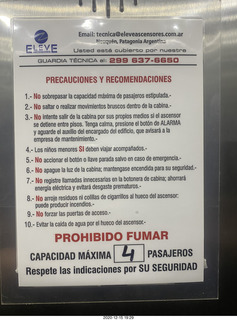 ELEVE
Email: tecnica@eleveascensores.com.ar
Neuquén, Patagonia Argentina
Usted está cubierto por nuestra
GUARDIA TÉCNICA al: 299 637-6650
PRECAUCIONES Y RECOMENDACIONES
1.- No sobrepasar la capacidad máxima de pasajeros estipulada.-
2.- No saltar o realizar movimientos bruscos dentro de la cabina.-
3.- No intente salir de la cabina por sus propios medios si el ascensor
se detiene entre pisos. Tenga calma, presione el botón de ALARMA
y aguarde el auxilio del encargado del edificio, que avisará a la
empresa de mantenimiento.-
4.- Los niños menores SI deben viajar acompañados.-
5.- No accionar el botón o llave parada salvo en caso de emergencia.-
6.- No apague la luz de la cabina; mantengase encendida para su seguridad.-
7.- No registre llamadas innecesarias en la botonera de cabina; ahorrará
energía eléctrica y evitará desgaste prematuros.-
8.- No arroje residuos ni colillas de cigarrillos al hueco del ascensor:
puede producir incendios.-
9.- No forzar las puertas de acceso.-
10.- Evitar la caída de agua por el hueco del ascensor.-
PROHIBIDO FUMAR
CAPACIDAD MÁXIMA 4 PASAJEROS
Respete las indicaciones por SU SEGURIDAD
2020-12-15 19:29